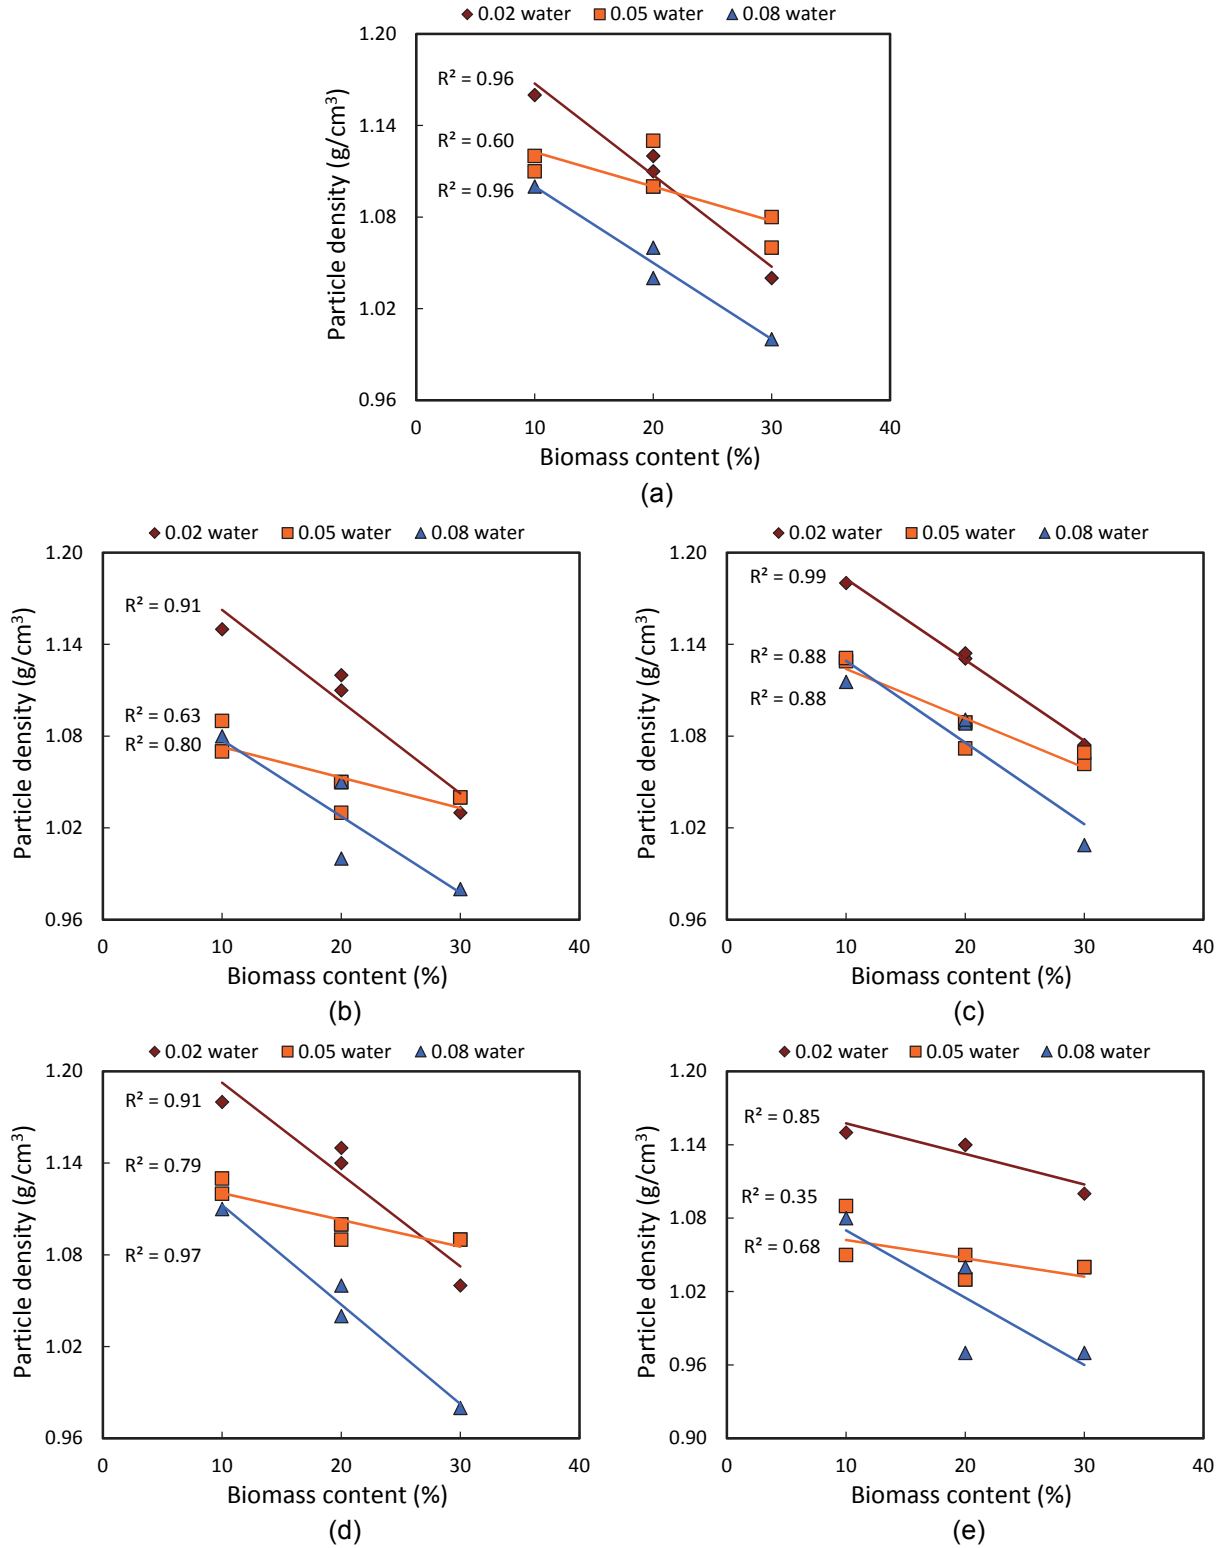 0.02 water 0.05 water 0.08 water
1.20
R² = 0.96
1.14
R² = 0.60
R² = 0.96
1.08
1.02
0.96
Particle density (g/cm³)
0 10 20 30 40
Biomass content (%)
(a)
0.02 water 0.05 water 0.08 water
1.20
R² = 0.91
1.14
R² = 0.63
1.08
R² = 0.80
1.02
0.96
Particle density (g/cm³)
0 10 20 30 40
Biomass content (%)
(b)
0.02 water 0.05 water 0.08 water
1.20
R² = 0.99
1.14
R² = 0.88
R² = 0.88
1.08
1.02
0.96
Particle density (g/cm³)
0 10 20 30 40
Biomass content (%)
(c)
0.02 water 0.05 water 0.08 water
1.20
R² = 0.91
1.14
R² = 0.79
1.08
R² = 0.97
1.02
0.96
Particle density (g/cm³)
0 10 20 30 40
Biomass content (%)
(d)
0.02 water 0.05 water 0.08 water
1.20
R² = 0.85
1.14
R² = 0.35
1.08
R² = 0.68
1.02
0.96
0.90
Particle density (g/cm³)
0 10 20 30 40
Biomass content (%)
(e)